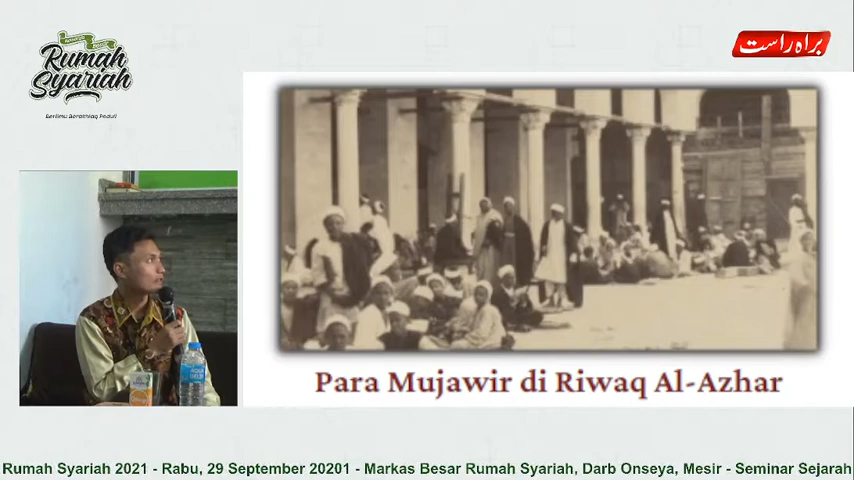 Rumah
Syariah
Berilmu Berakhlaq Peduli
براه راست
Para Mujawir di Riwaq Al-Azhar
Rumah Syariah 2021 - Rabu, 29 September 20201 - Markas Besar Rumah Syariah, Darb Onseya, Mesir - Seminar Sejarah